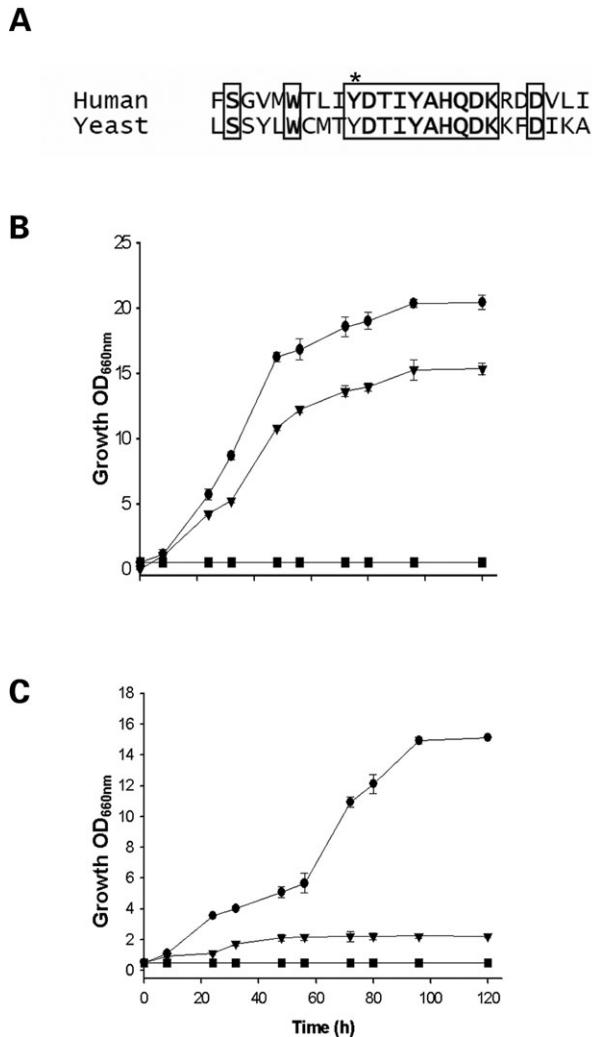 A
*
Human FSGVMWTLIYDTIYAHQDKRDDVLI
Yeast LSSYLWCMTYDTIYAHQDKKFDIKA
B
25
20
15
10
5
0
Growth OD660nm
C
18
16
14
12
10
8
6
4
2
0
Growth OD660nm
0 20 40 60 80 100 120
Time (h)